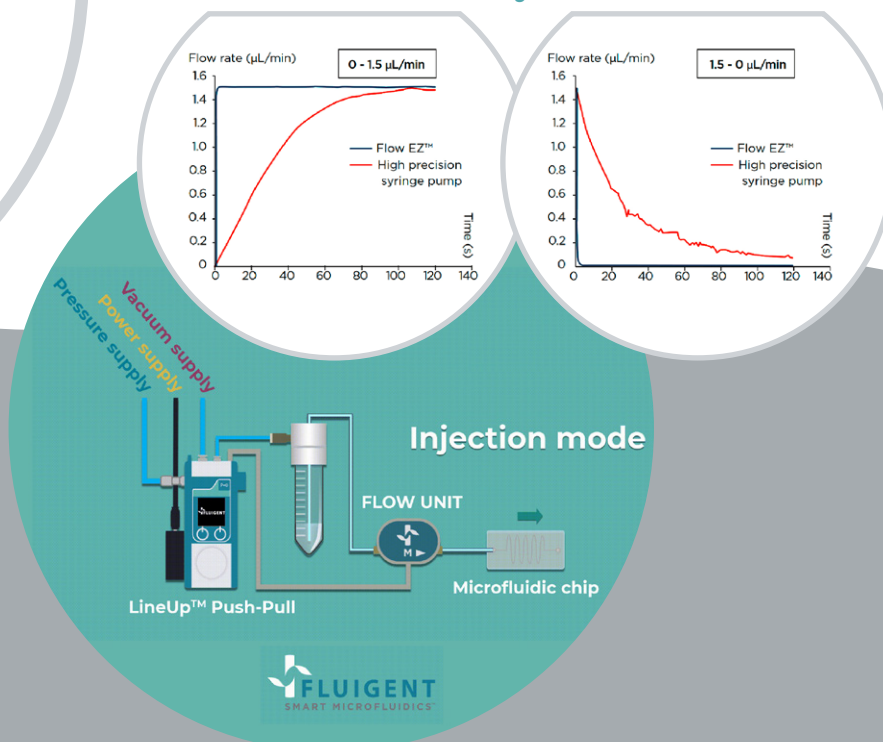 Flow rate (µL/min)
0 - 1.5 µL/min
1.6
1.4
1.2
1.0
0.8
0.6
0.4
0.2
0
Flow EZ™
High precision
syringe pump
Time (s)
0
20
40
60
80
100
120
140
Flow rate (µL/min)
1.5 - 0 µL/min
1.6
1.4
1.2
1.0
0.8
0.6
0.4
0.2
0
Flow EZ™
High precision
syringe pump
Time (s)
0
20
40
60
80
100
120
140
Pressure supply
Power supply
Vacuum supply
Injection mode
FLOW UNIT
FLUIGENT
M
Microfluidic chip
LineUp™ Push-Pull
FLUIGENT
SMART MICROFLUIDICS